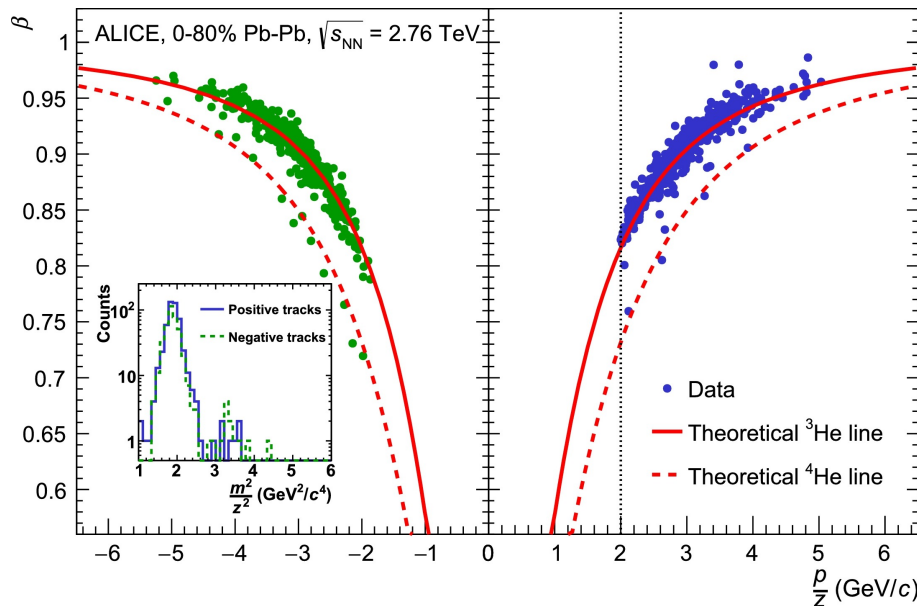 β
ALICE, 0-80% Pb-Pb, √s_NN = 2.76 TeV
1
0.95
0.9
0.85
0.8
0.75
0.7
0.65
0.6
Counts
10²
10
1
Positive tracks
Negative tracks
1 2 3 4 5 6
m²/z² (GeV²/c⁴)
Data
Theoretical ³He line
Theoretical ⁴He line
−6 −5 −4 −3 −2 −1 0 1 2 3 4 5 6
p/z (GeV/c)